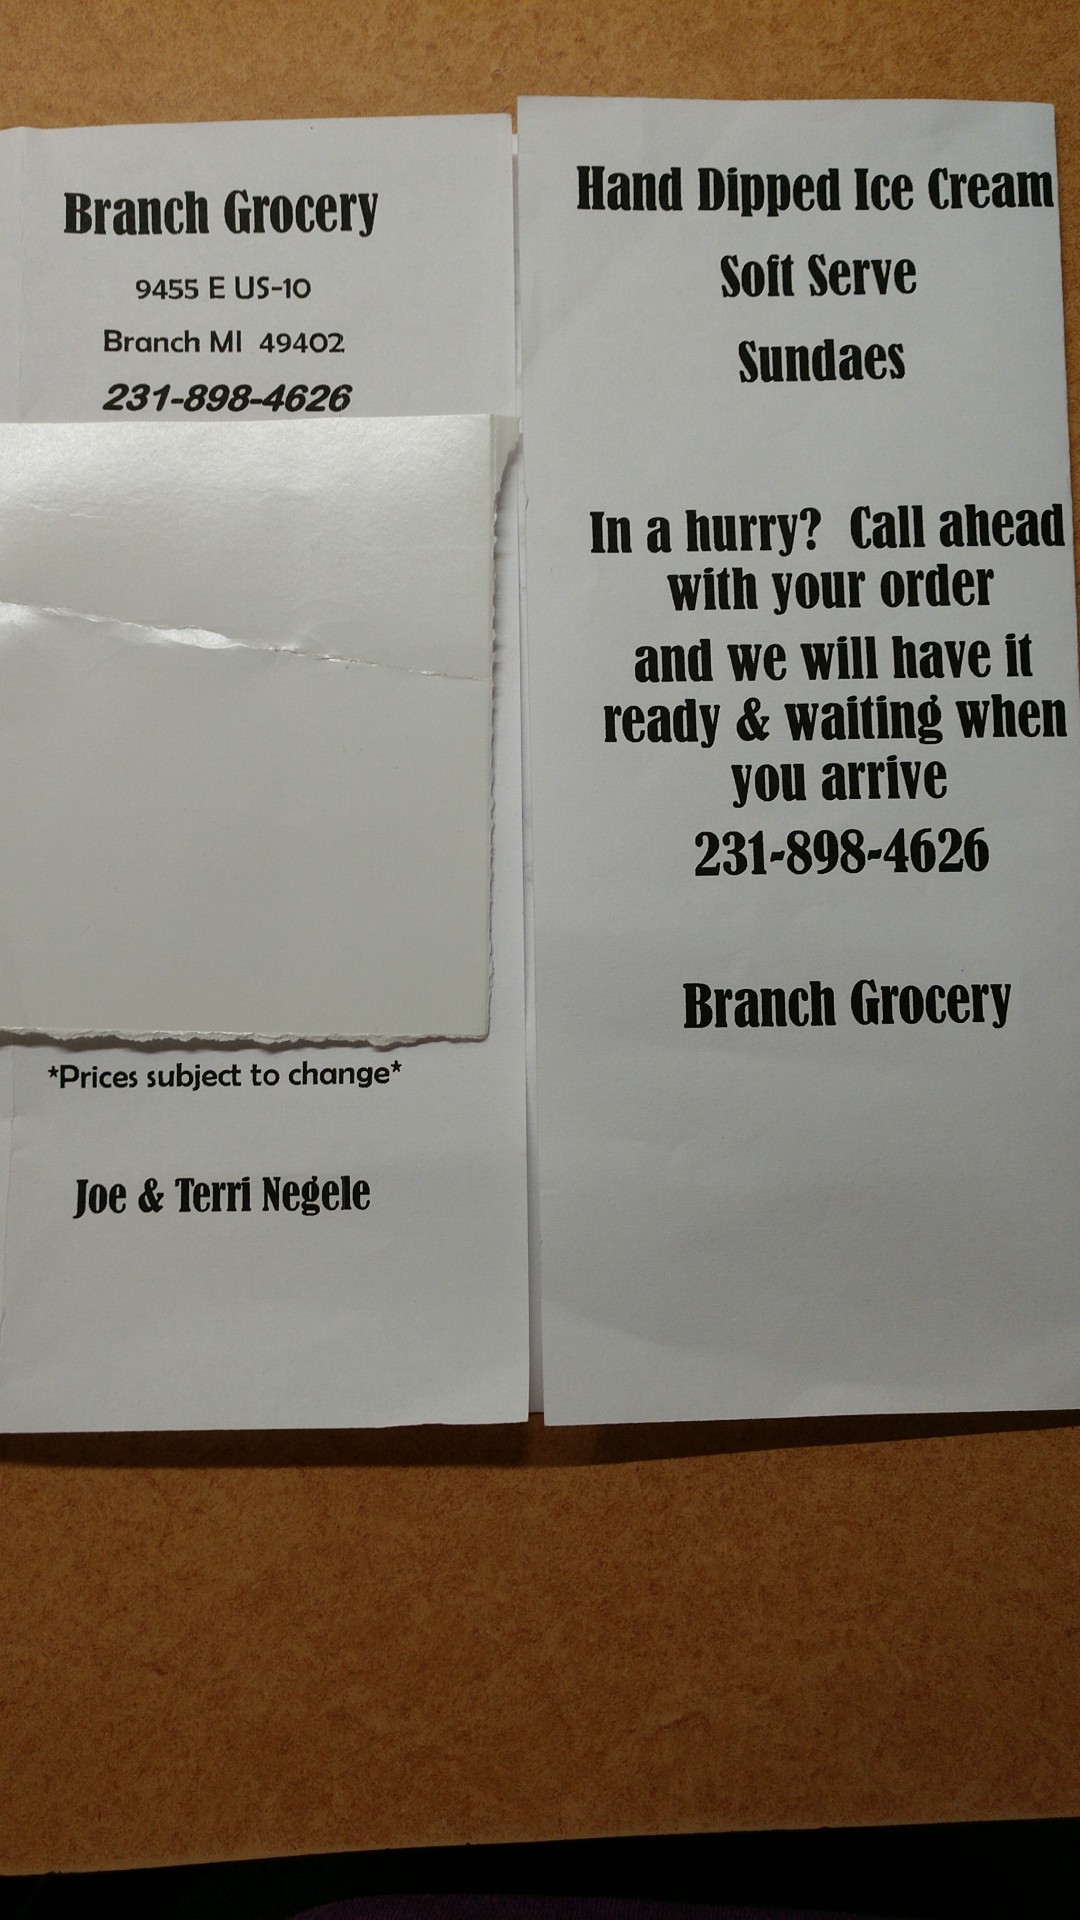 Branch Grocery
9455 E US-10
Branch MI 49402
231-898-4626
*Prices subject to change*
Joe & Terri Negele
Hand Dipped Ice Cream
Soft Serve
Sundaes
In a hurry? Call ahead
with your order
and we will have it
ready & waiting when
you arrive
231-898-4626
Branch Grocery